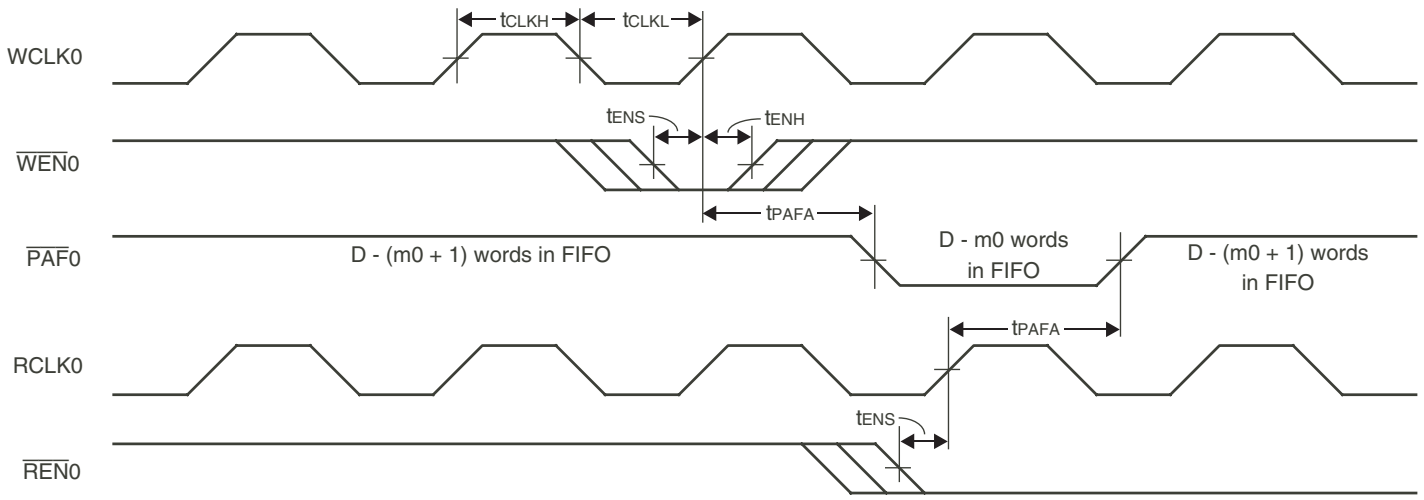 tCLKH
tCLKL
WCLK0
tENS
tENH
WEN0
tPAFA
PAF0
D - (m0 + 1) words in FIFO
D - m0 words
in FIFO
D - (m0 + 1) words
in FIFO
tPAFA
RCLK0
tENS
REN0